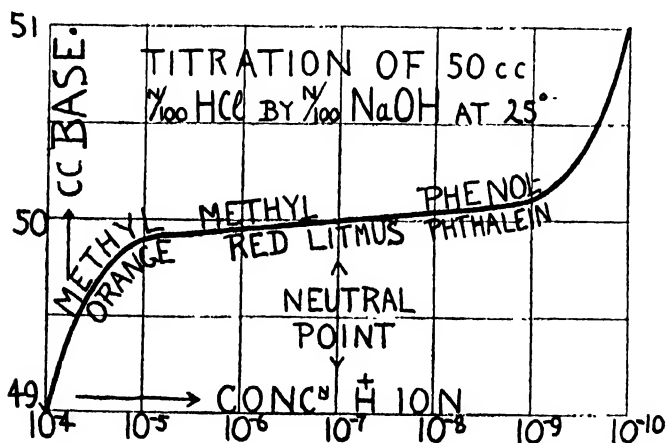 51
TITRATION OF 50 cc
N/100 HCl BY N/100 NaOH AT 25°
CC BASE.
50
METHYL ORANGE
METHYL RED
LITMUS
PHENOL PHTHALEIN
NEUTRAL
POINT
49
CONCᴺ H⁺ ION
10⁻⁴ 10⁻⁵ 10⁻⁶ 10⁻⁷ 10⁻⁸ 10⁻⁹ 10⁻¹⁰